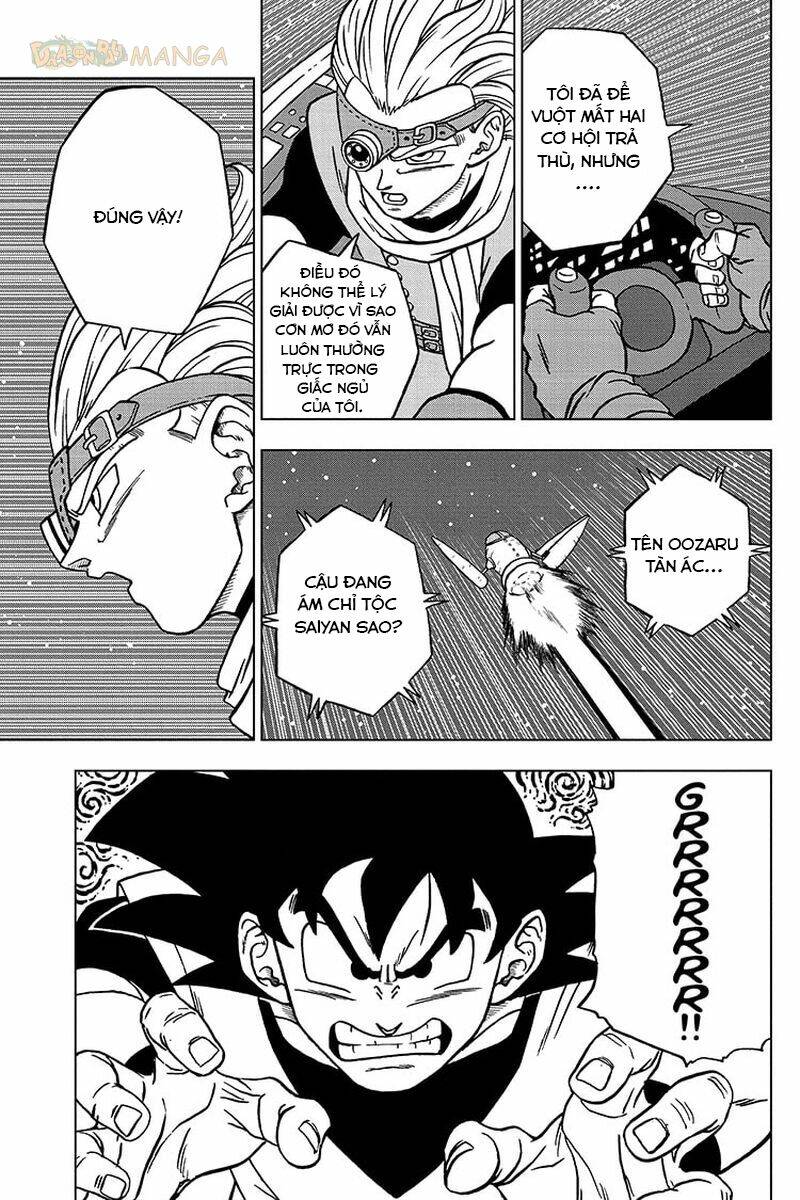 DRAGON BALL MANGA
TÔI ĐÃ ĐỂ
VUỘT MẤT HAI
CƠ HỘI TRẢ
THÙ, NHƯNG
....
ĐIỀU ĐÓ
KHÔNG THỂ LÝ
GIẢI ĐƯỢC VÌ SAO
CƠN MƠ ĐÓ VẪN
LUÔN THƯỜNG
TRỰC TRONG
GIẤC NGỦ
CỦA TÔI.
ĐÚNG VẬY!
TÊN OOZARU
TÀN ÁC...
CẬU ĐANG
ÁM CHỈ TỘC
SAIYAN SAO?
GRRRRRRR!!